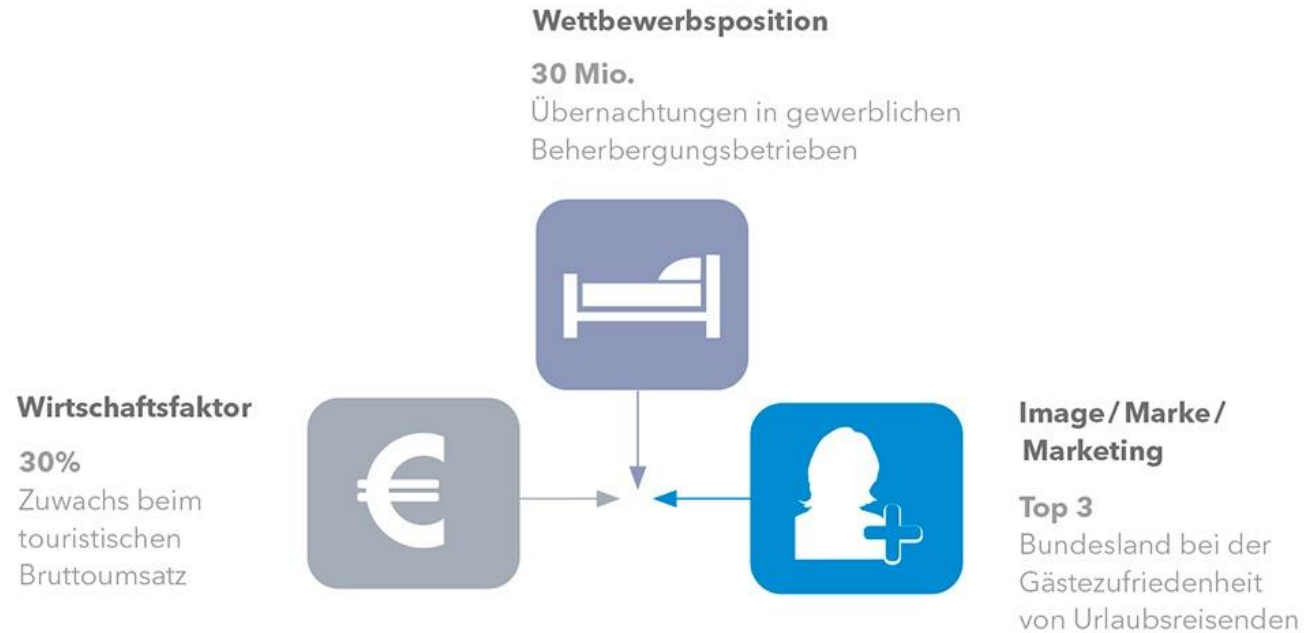 Wettbewerbsposition
30 Mio.
Übernachtungen in gewerblichen
Beherbergungsbetrieben
Wirtschaftsfaktor
30%
Zuwachs beim
touristischen
Bruttoumsatz
€
Image / Marke /
Marketing
Top 3
Bundesland bei der
Gästezufriedenheit
von Urlaubsreisenden